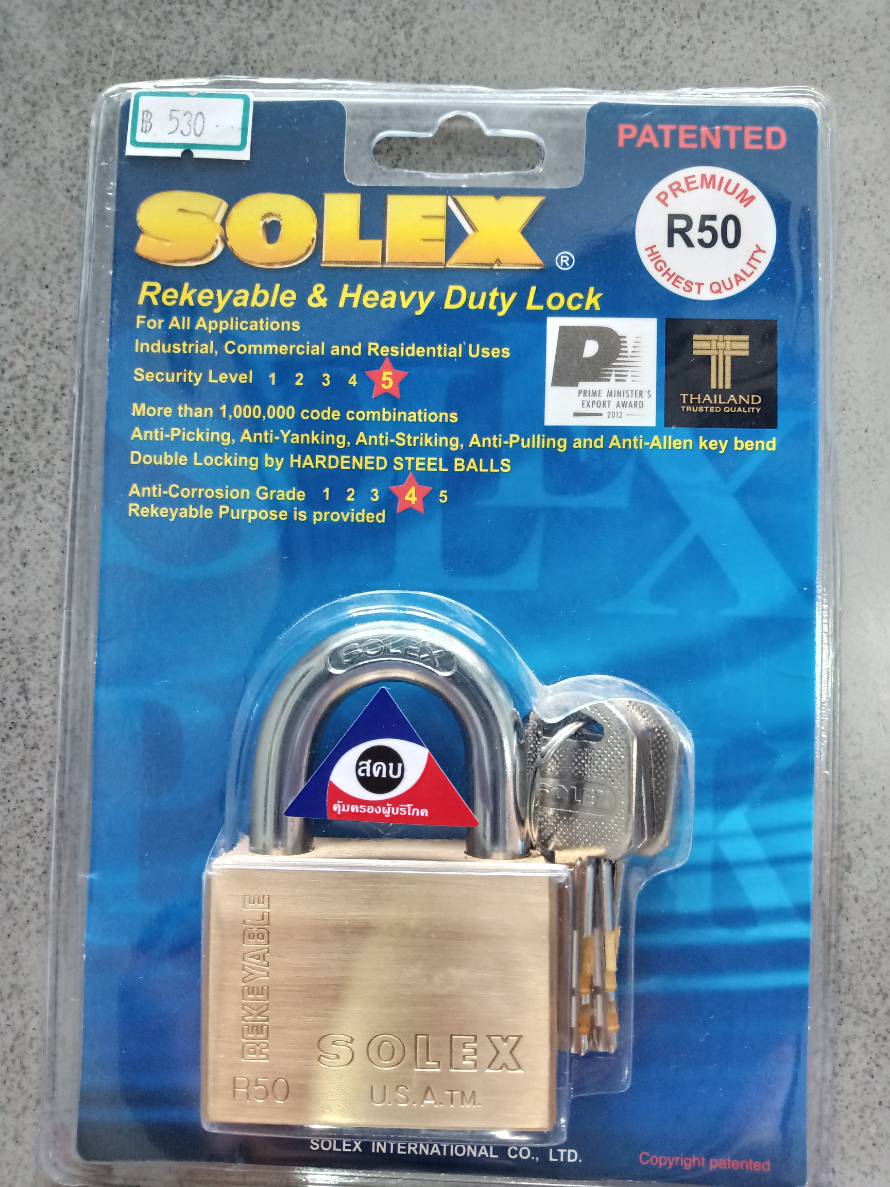 ฿ 530
PATENTED
SOLEX ®
PREMIUM
R50
HIGHEST QUALITY
Rekeyable & Heavy Duty Lock
For All Applications
Industrial, Commercial and Residential Uses
Security Level 1 2 3 4 5
PRIME MINISTER'S
EXPORT AWARD
2012
THAILAND
TRUSTED QUALITY
More than 1,000,000 code combinations
Anti-Picking, Anti-Yanking, Anti-Striking, Anti-Pulling and Anti-Allen key bend
Double Locking by HARDENED STEEL BALLS
Anti-Corrosion Grade 1 2 3 4 5
Rekeyable Purpose is provided
SOLEX
สคบ
คุ้มครองผู้บริโภค
SOLEX
REKEYABLE
SOLEX
R50
U.S.A.TM.
SOLEX INTERNATIONAL CO., LTD.
Copyright patented